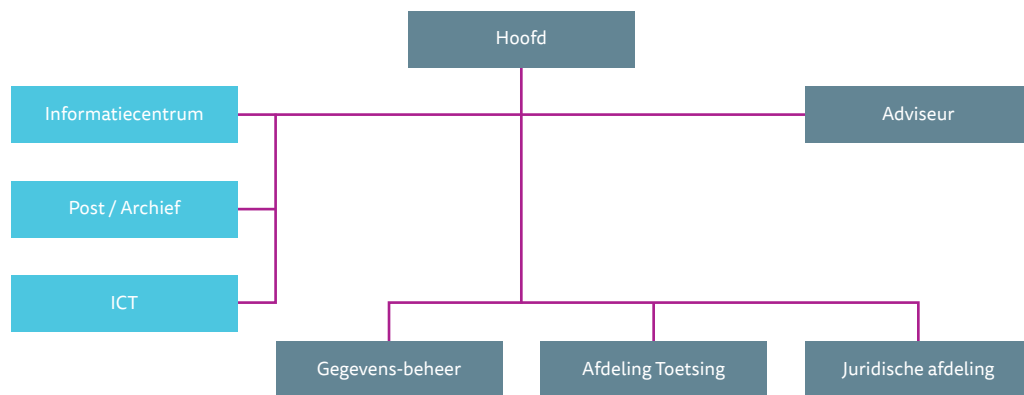 Hoofd
Informatiecentrum
Adviseur
Post / Archief
ICT
Gegevens-beheer
Afdeling Toetsing
Juridische afdeling